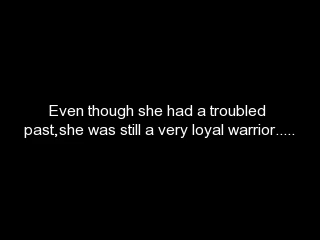 Even though she had a troubled
past,she was still a very loyal warrior.....